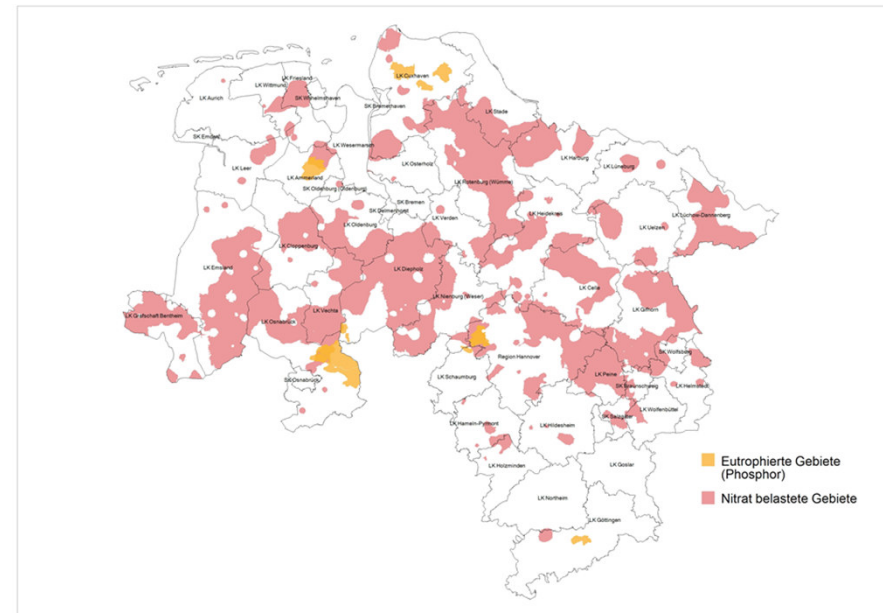 LK Cuxhaven
LK Friesland
LK Wittmund
SK Wilhelmshaven
LK Aurich
SK Bremerhaven
LK Stade
SK Emden
LK Wesermarsch
LK Harburg
LK Leer
LK Osterholz
LK Lüneburg
LK Ammerland
LK Rotenburg (Wümme)
SK Oldenburg (Oldenburg)
SK Bremen
SK Delmenhorst
LK Verden
LK Heidekreis
LK Lüchow-Dannenberg
LK Oldenburg
LK Uelzen
LK Cloppenburg
LK Emsland
LK Diepholz
LK Celle
LK Nienburg (Weser)
LK Gifhorn
LK Vechta
LK Grafschaft Bentheim
LK Osnabrück
SK Wolfsburg
Region Hannover
LK Schaumburg
LK Peine
SK Osnabrück
SK Braunschweig
LK Helmstedt
LK Wolfenbüttel
SK Salzgitter
LK Hameln-Pyrmont
LK Hildesheim
LK Holzminden
LK Goslar
Eutrophierte Gebiete
(Phosphor)
Nitrat belastete Gebiete
LK Northeim
LK Göttingen